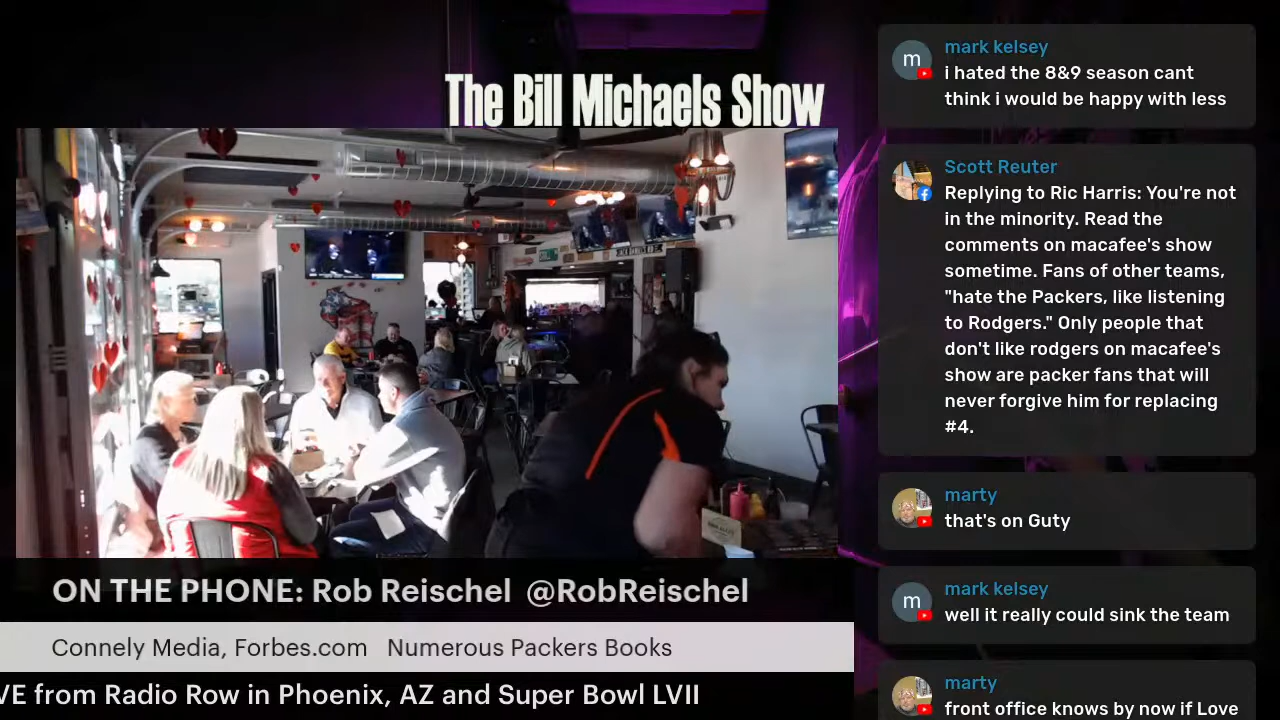 The Bill Michaels Show
ON THE PHONE: Rob Reischel @RobReischel
Connely Media, Forbes.com Numerous Packers Books
VE from Radio Row in Phoenix, AZ and Super Bowl LVII
m
mark kelsey
i hated the 8&9 season cant
think i would be happy with less
Scott Reuter
Replying to Ric Harris: You're not
in the minority. Read the
comments on macafee's show
sometime. Fans of other teams,
"hate the Packers, like listening
to Rodgers." Only people that
don't like rodgers on macafee's
show are packer fans that will
never forgive him for replacing
#4.
marty
that's on Guty
m
mark kelsey
well it really could sink the team
marty
front office knows by now if Love